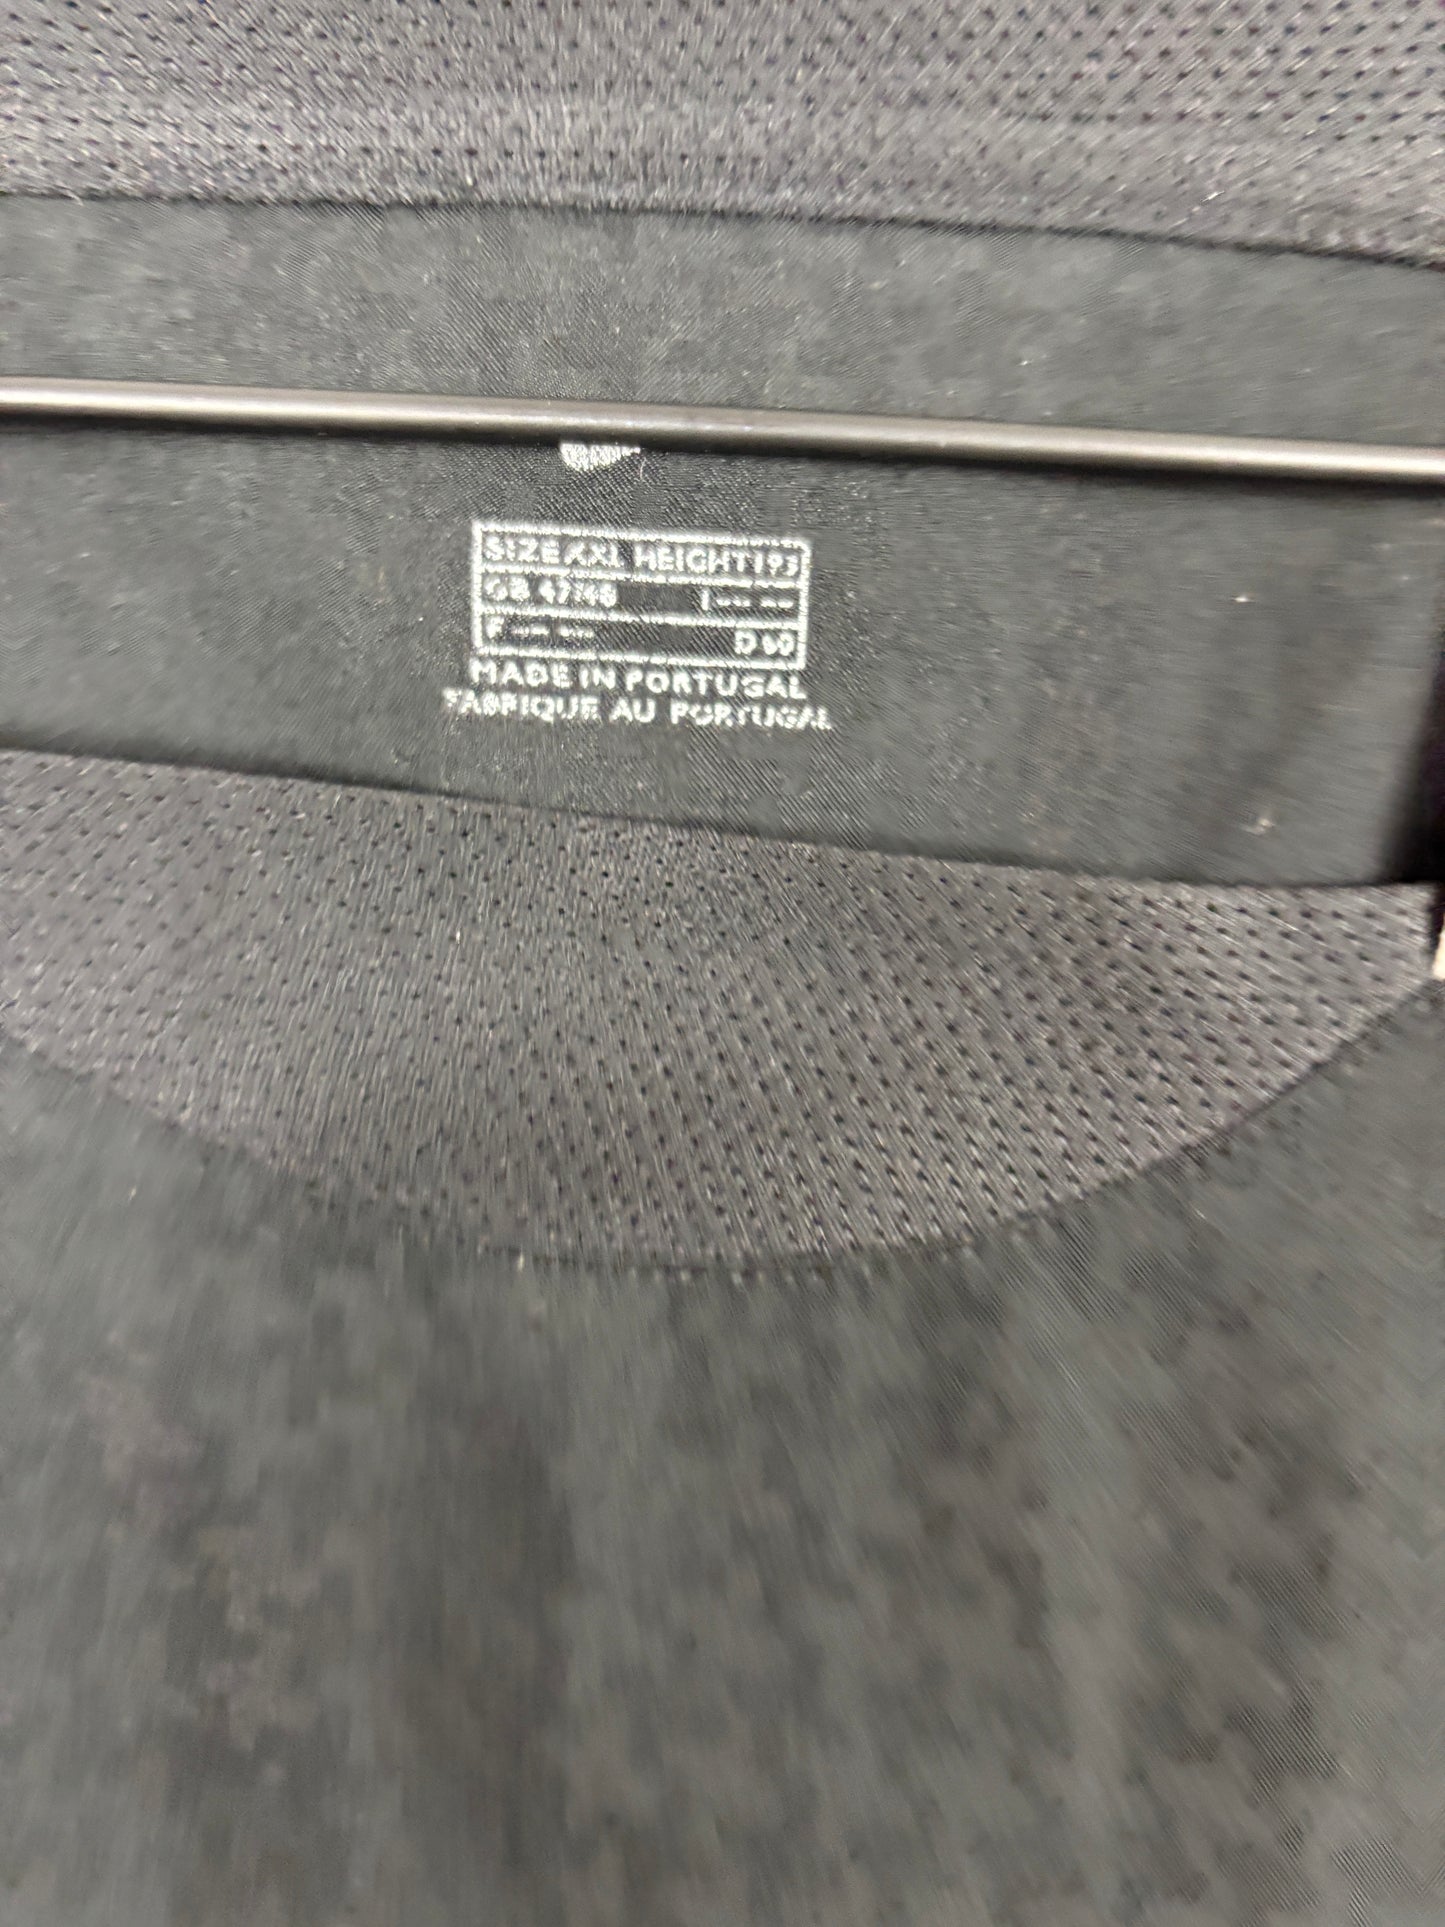 SIZE XXL HEIGHT 193
GB 47/48 I -- --
F -- -- D 60
MADE IN PORTUGAL
FABRIQUE AU PORTUGAL